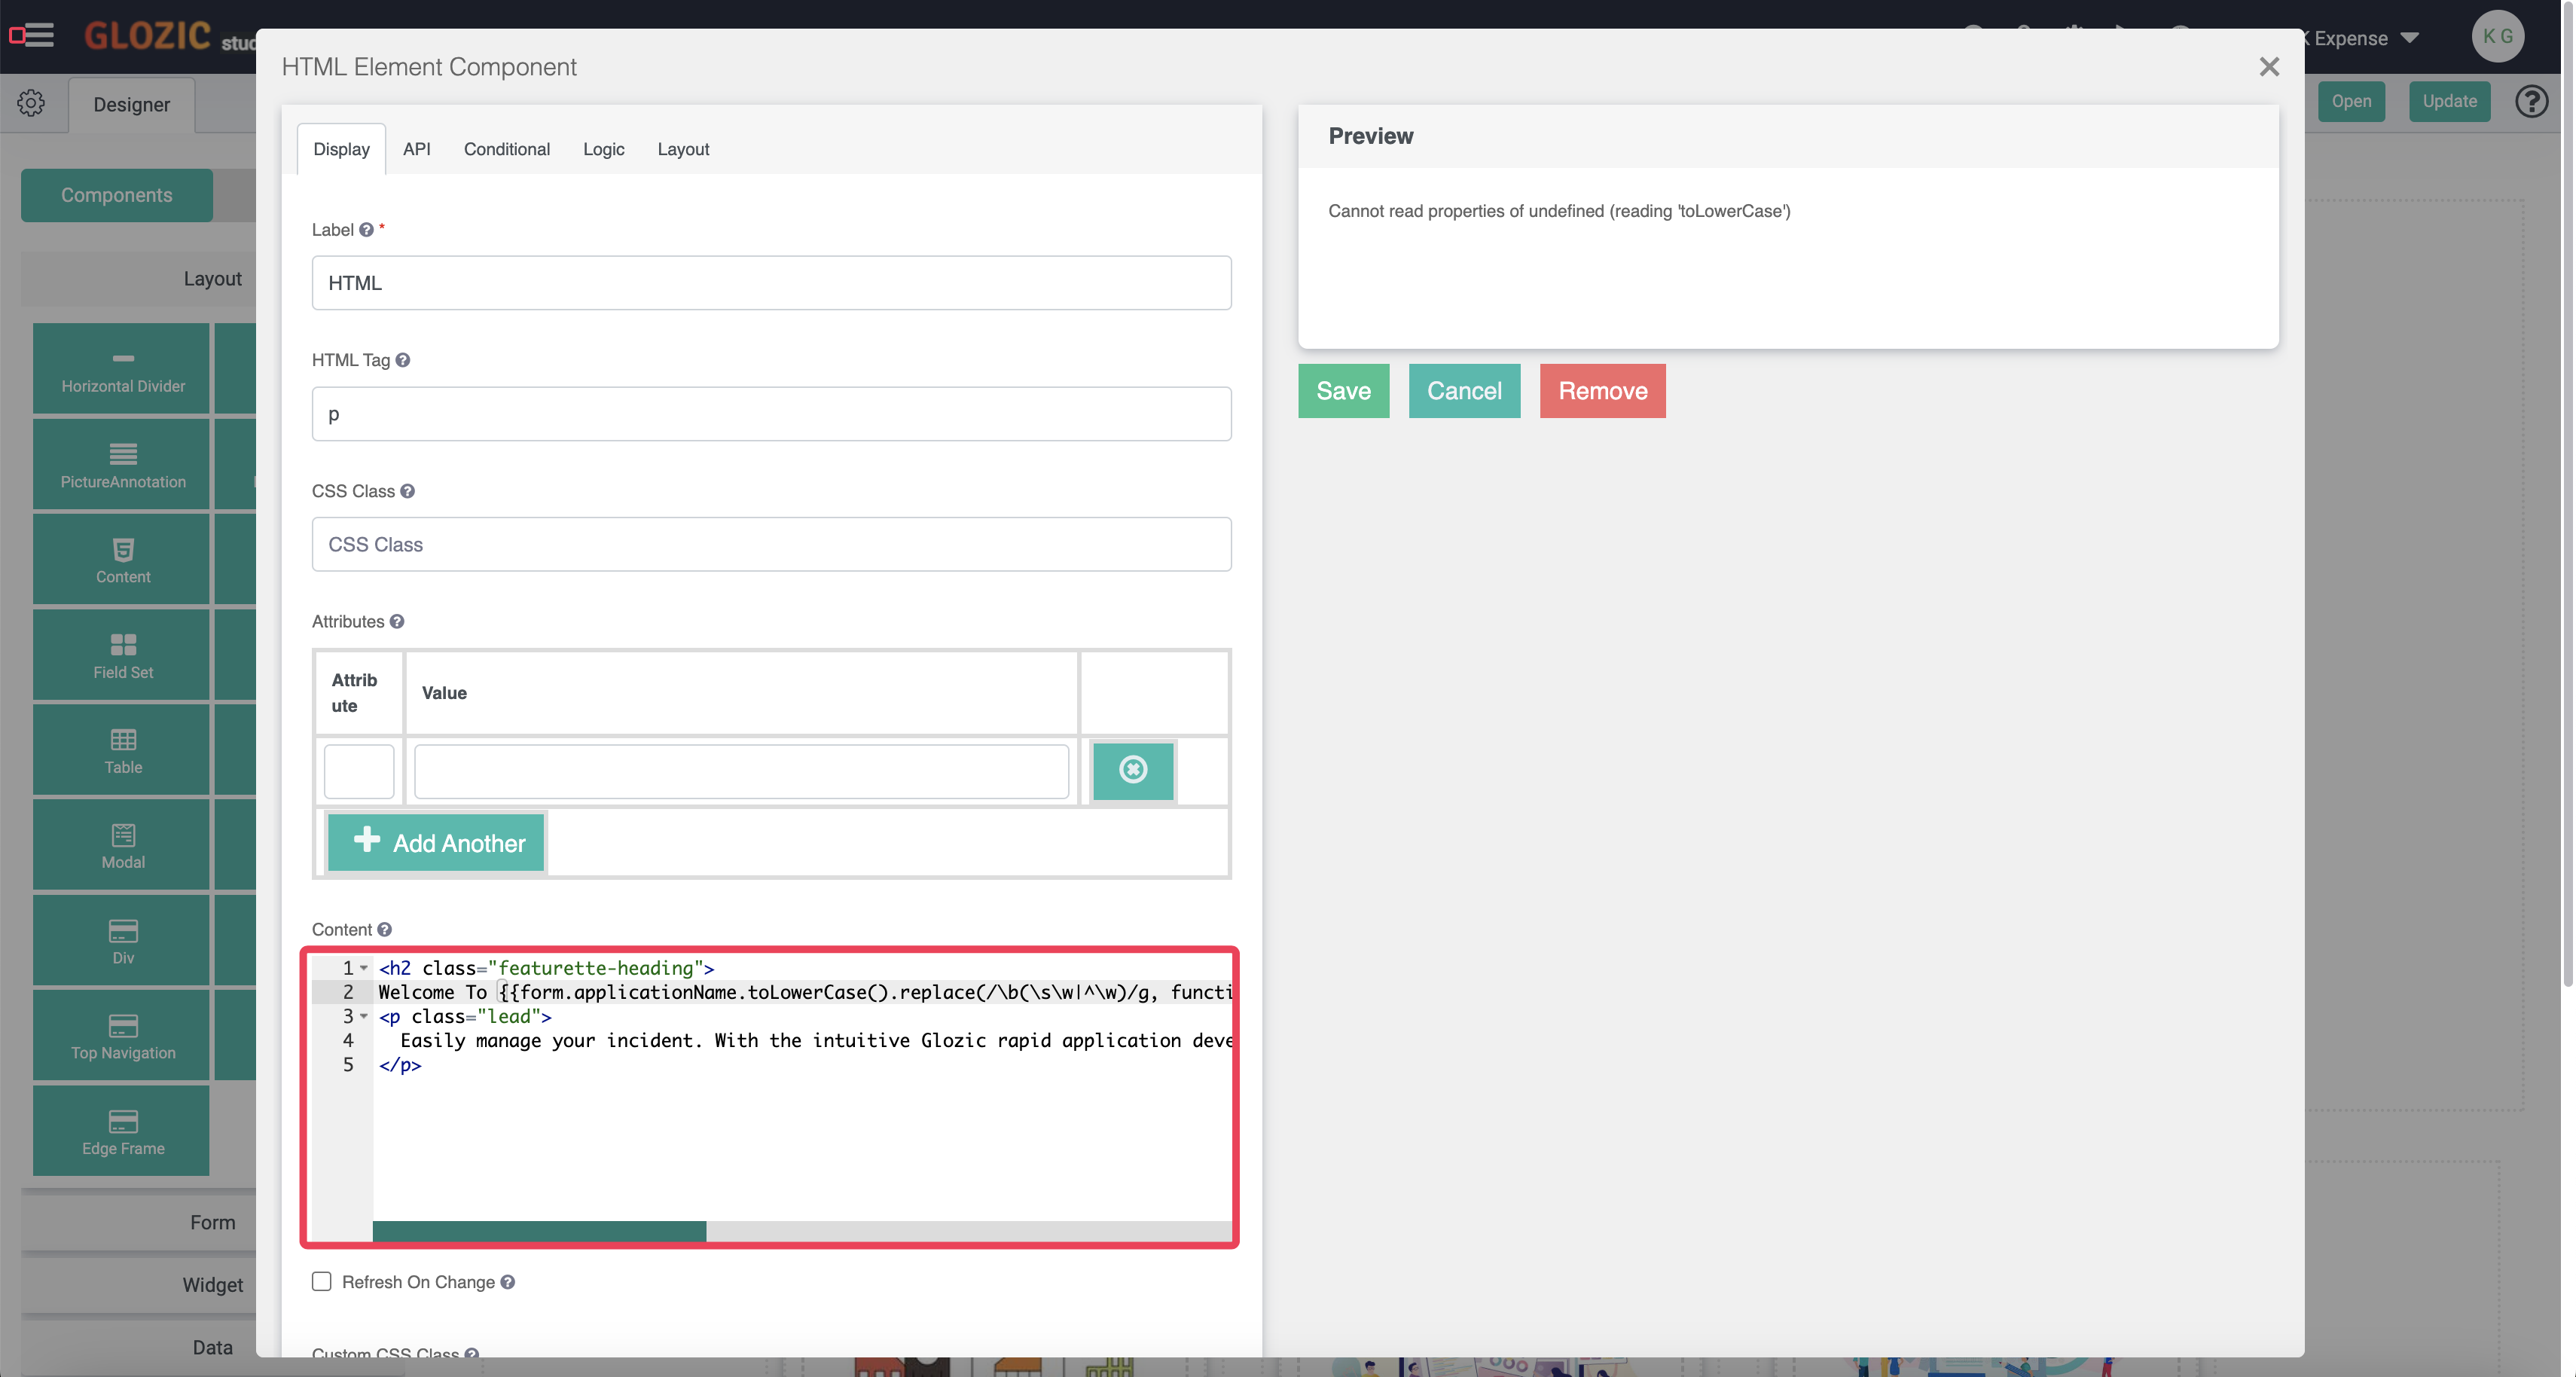 GLOZIC stud
HTML Element Component
Expense
K G
Designer
Open
Update
Components
Layout
Horizontal Divider
PictureAnnotation
Content
Field Set
Table
Modal
Div
Top Navigation
Edge Frame
Form
Widget
Data
Display
API
Conditional
Logic
Layout
Label *
HTML
HTML Tag
p
CSS Class
CSS Class
Attributes
Attrib
ute
Value
Add Another
Content
1 <h2 class="featurette-heading">
2 Welcome To {{form.applicationName.toLowerCase().replace(/\b(\s\w|^\w)/g, functi
3 <p class="lead">
4 Easily manage your incident. With the intuitive Glozic rapid application deve
5 </p>
Refresh On Change
Custom CSS Class
Preview
Cannot read properties of undefined (reading 'toLowerCase')
Save
Cancel
Remove